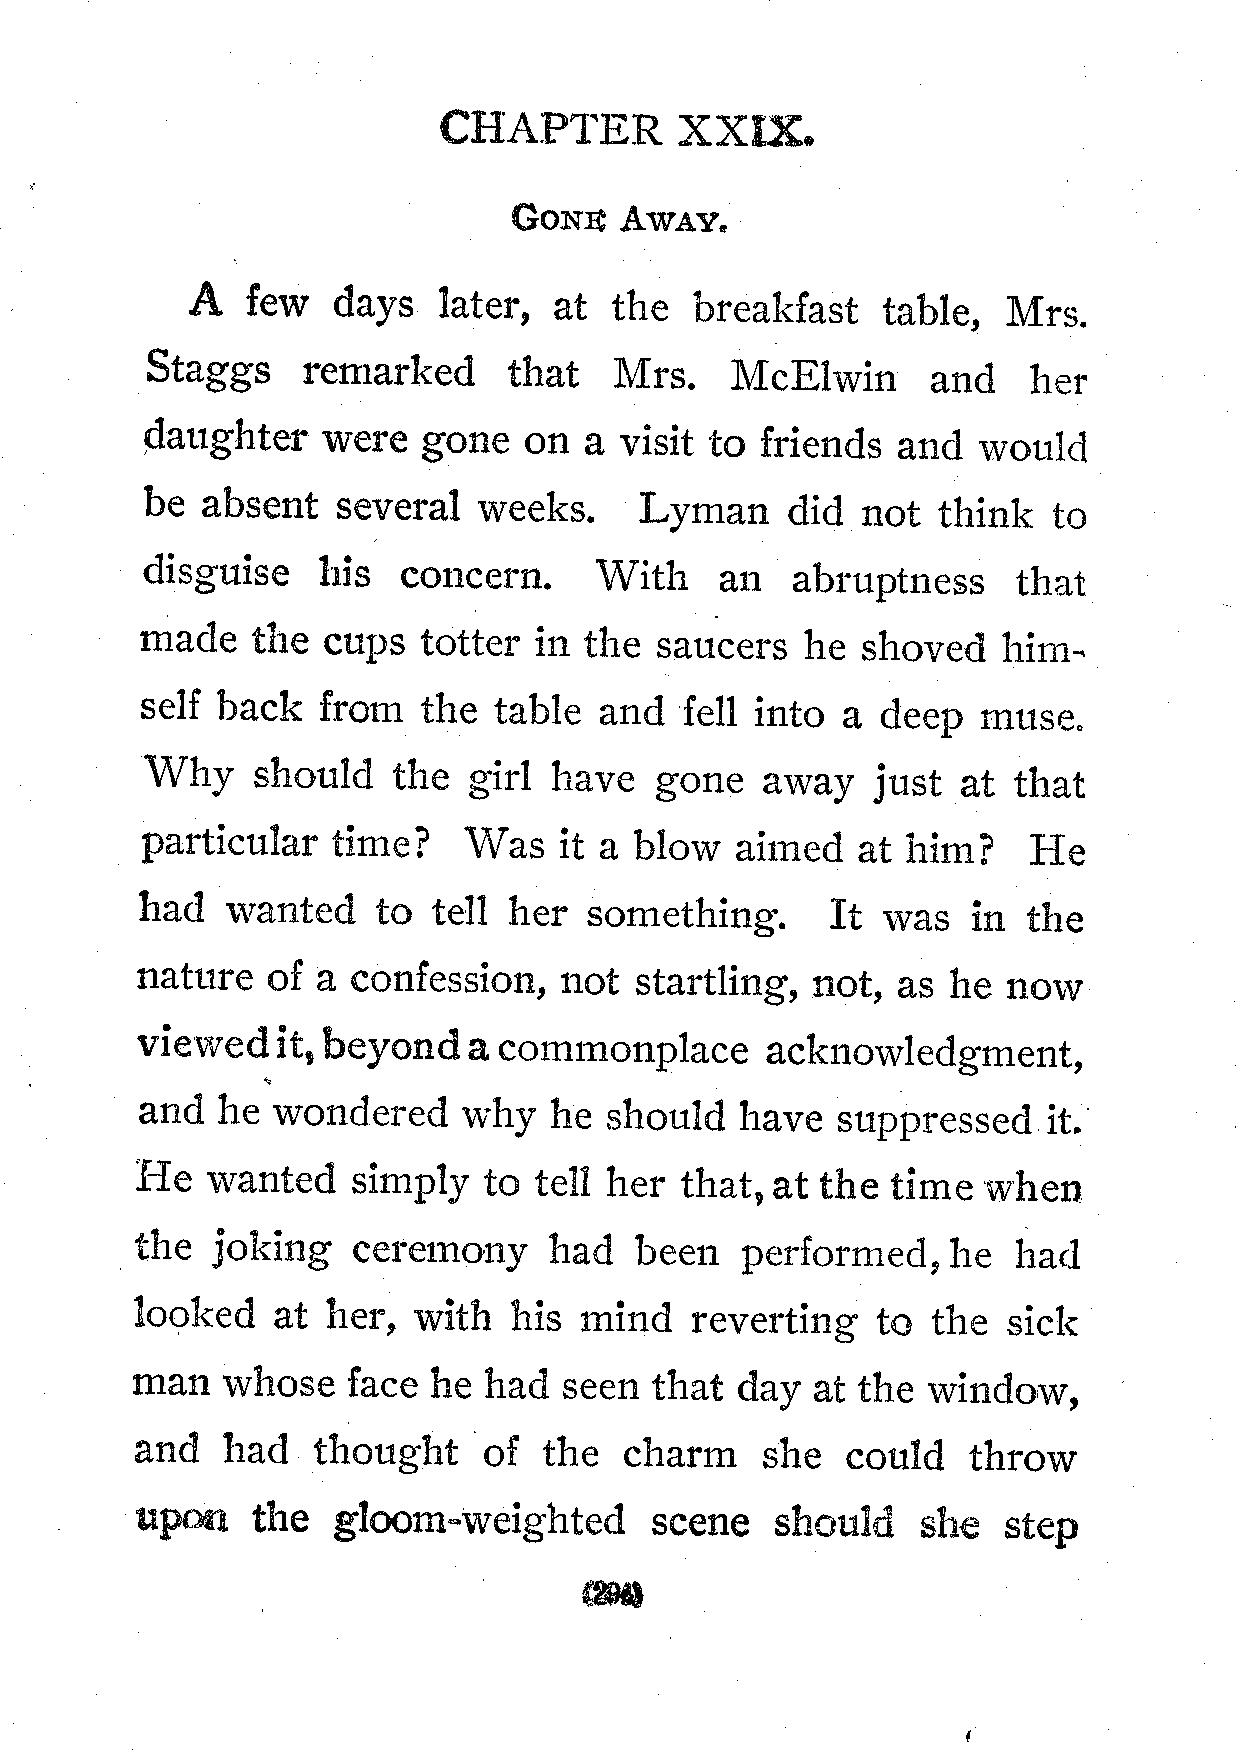 CHAPTER XXIX.
GONE AWAY.
A few days later, at the breakfast table, Mrs.
Staggs remarked that Mrs. McElwin and her
daughter were gone on a visit to friends and would
be absent several weeks. Lyman did not think to
disguise his concern. With an abruptness that
made the cups totter in the saucers he shoved him-
self back from the table and fell into a deep muse.
Why should the girl have gone away just at that
particular time? Was it a blow aimed at him? He
had wanted to tell her something. It was in the
nature of a confession, not startling, not, as he now
viewed it, beyond a commonplace acknowledgment,
and he wondered why he should have suppressed it.
He wanted simply to tell her that, at the time when
the joking ceremony had been performed, he had
looked at her, with his mind reverting to the sick
man whose face he had seen that day at the window,
and had thought of the charm she could throw
upon the gloom-weighted scene should she step
(294)